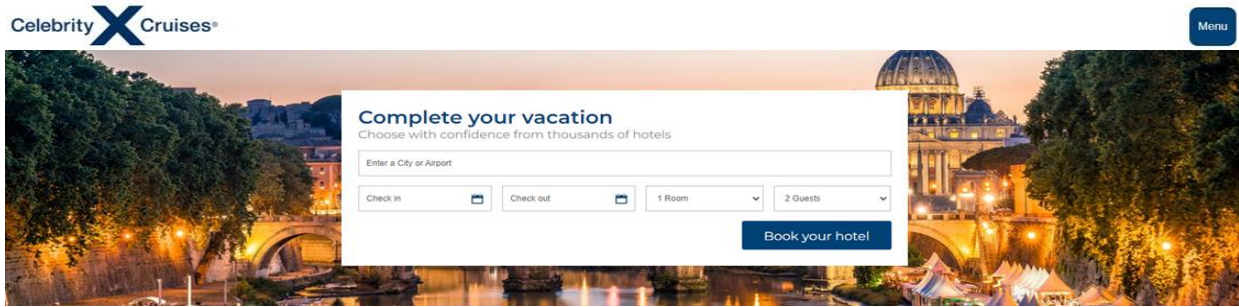 Celebrity X Cruises®
Menu
Complete your vacation
Choose with confidence from thousands of hotels
Enter a City or Airport
Check in
Check out
1 Room
2 Guests
Book your hotel